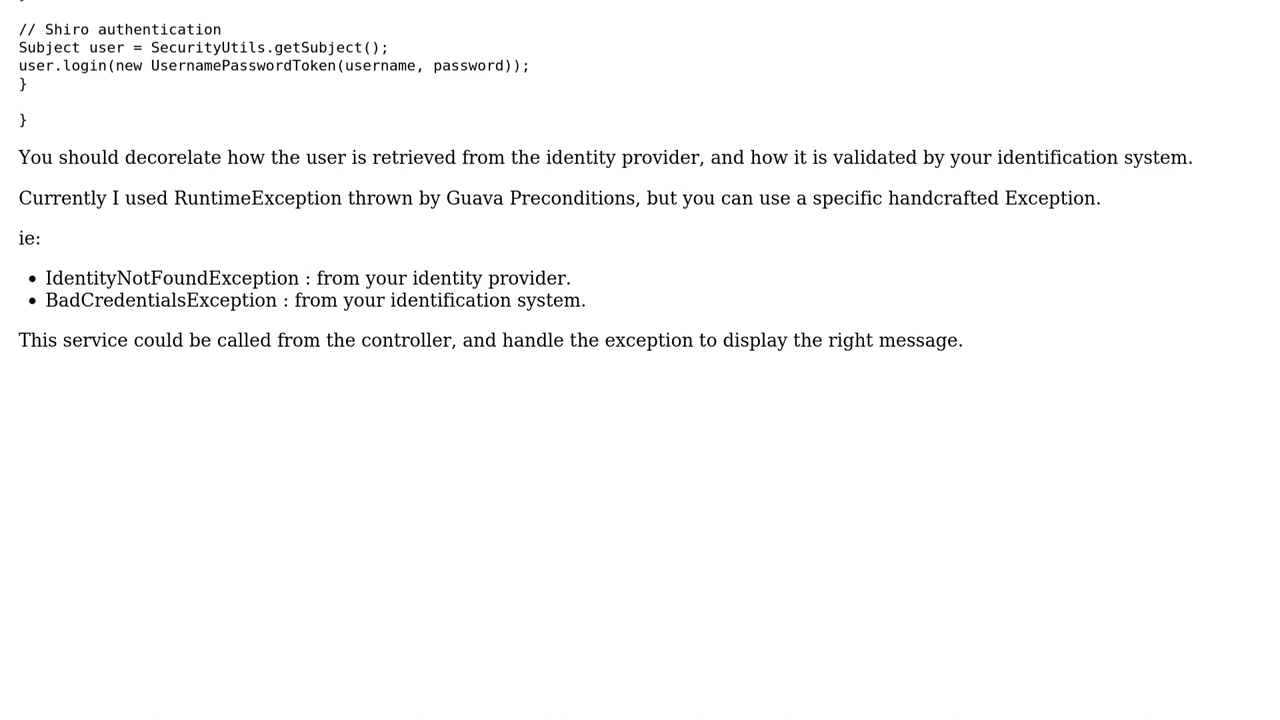 // Shiro authentication
Subject user = SecurityUtils.getSubject();
user.login(new UsernamePasswordToken(username, password));
}
}
You should decorelate how the user is retrieved from the identity provider, and how it is validated by your identification system.
Currently I used RuntimeException thrown by Guava Preconditions, but you can use a specific handcrafted Exception.
ie:
• IdentityNotFoundException : from your identity provider.
• BadCredentialsException : from your identification system.
This service could be called from the controller, and handle the exception to display the right message.